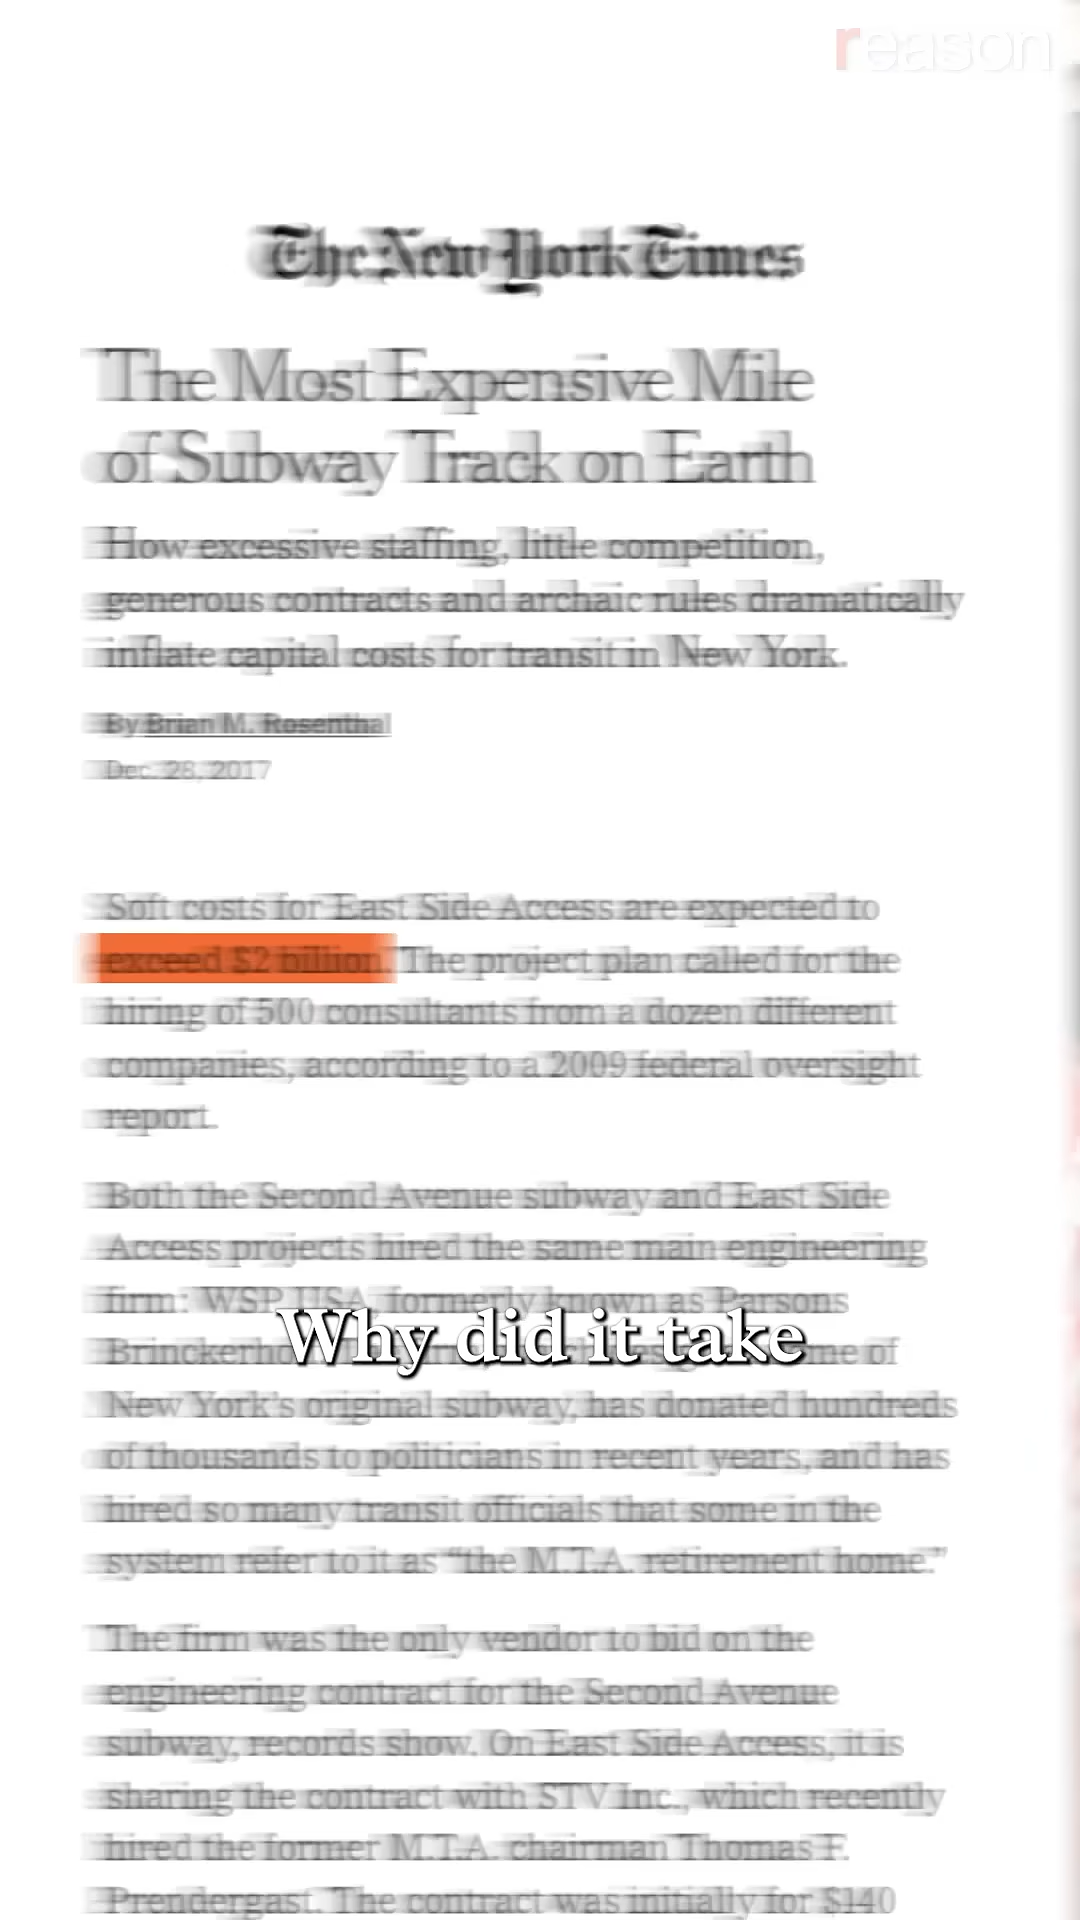 reason
The New York Times
The Most Expensive Mile
of Subway Track on Earth
How excessive staffing, little competition,
generous contracts and archaic rules dramatically
inflate capital costs for transit in New York.
By Brian M. Rosenthal
Dec. 28, 2017
Soft costs for East Side Access are expected to
exceed $2 billion. The project plan called for the
hiring of 500 consultants from a dozen different
companies, according to a 2009 federal oversight
report.
Both the Second Avenue subway and East Side
Access projects hired the same main engineering
firm: WSP USA, formerly known as Parsons
Why did it take
of
New York's original subway, has donated hundreds
of thousands to politicians in recent years, and has
hired so many transit officials that some in the
system refer to it as “the M.T.A. retirement home.”
The firm was the only vendor to bid on the
engineering contract for the Second Avenue
subway, records show. On East Side Access, it is
sharing the contract with STV Inc., which recently
hired the former M.T.A. chairman Thomas F.
Prendergast. The contract was initially for $140